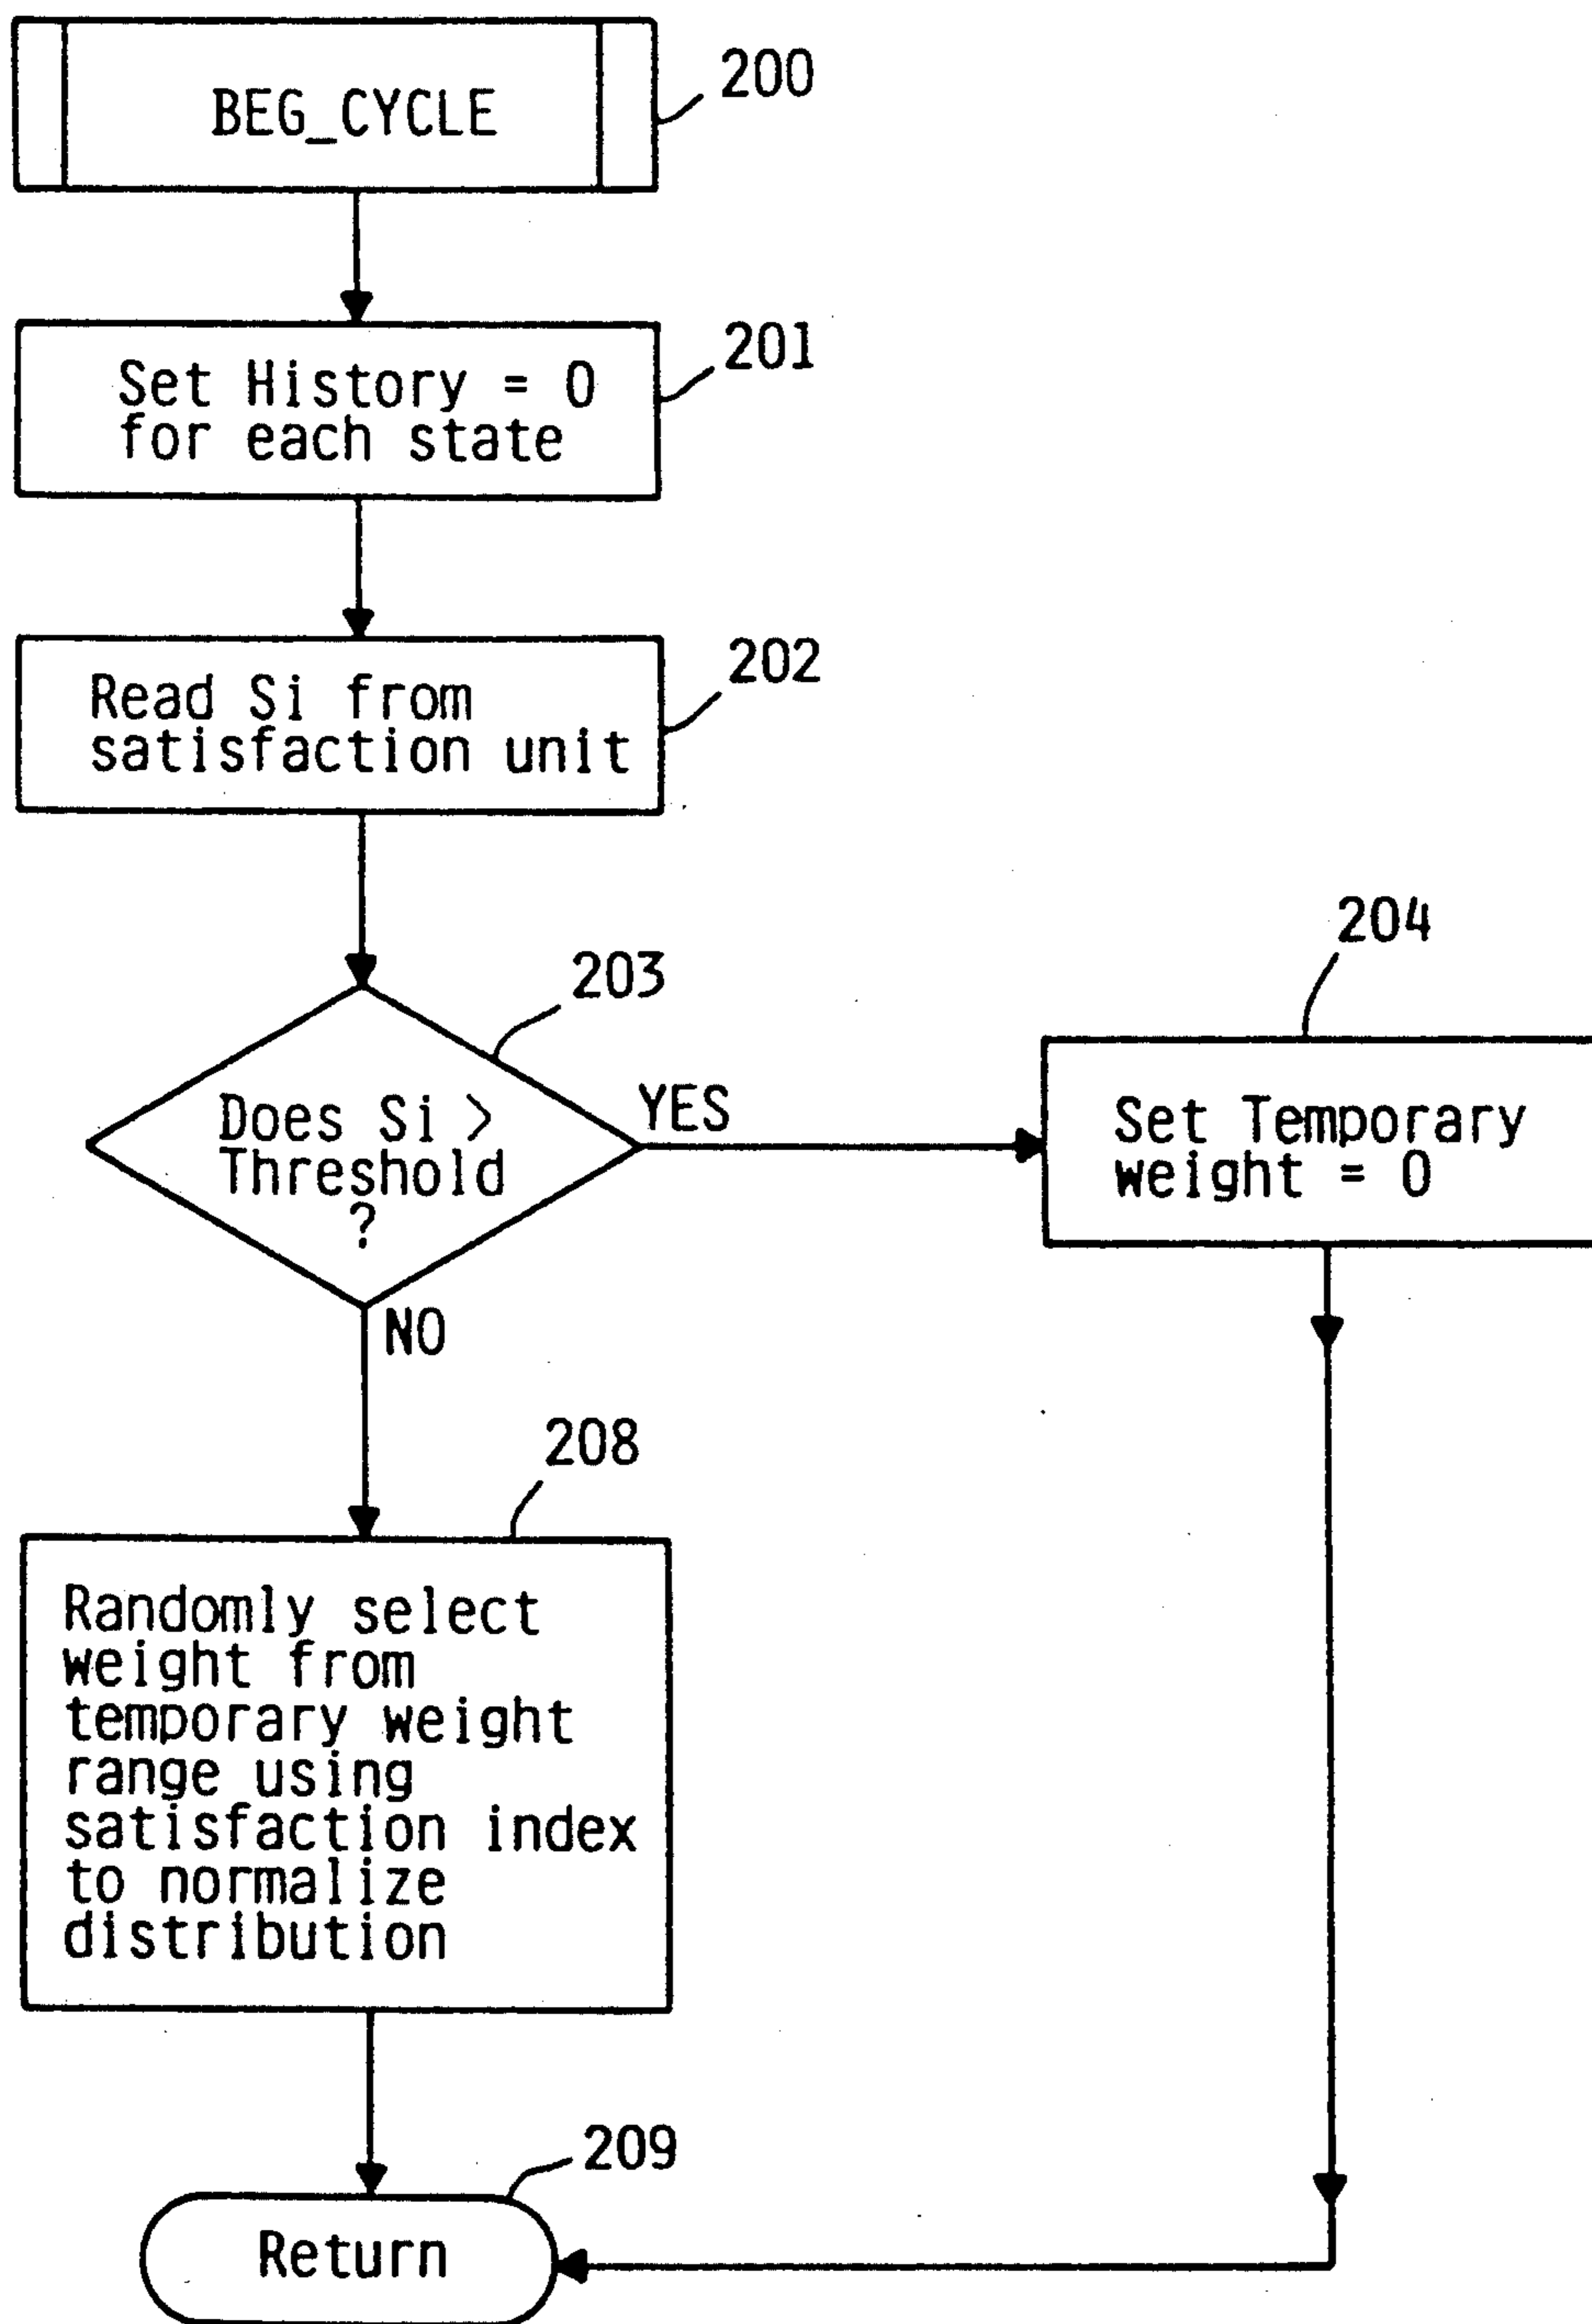 BEG_CYCLE
200
Set History = 0
for each state
201
Read Si from
satisfaction unit
202
203
Does Si >
Threshold
?
YES
NO
204
Set Temporary
weight = 0
208
Randomly select
weight from
temporary weight
range using
satisfaction index
to normalize
distribution
209
Return